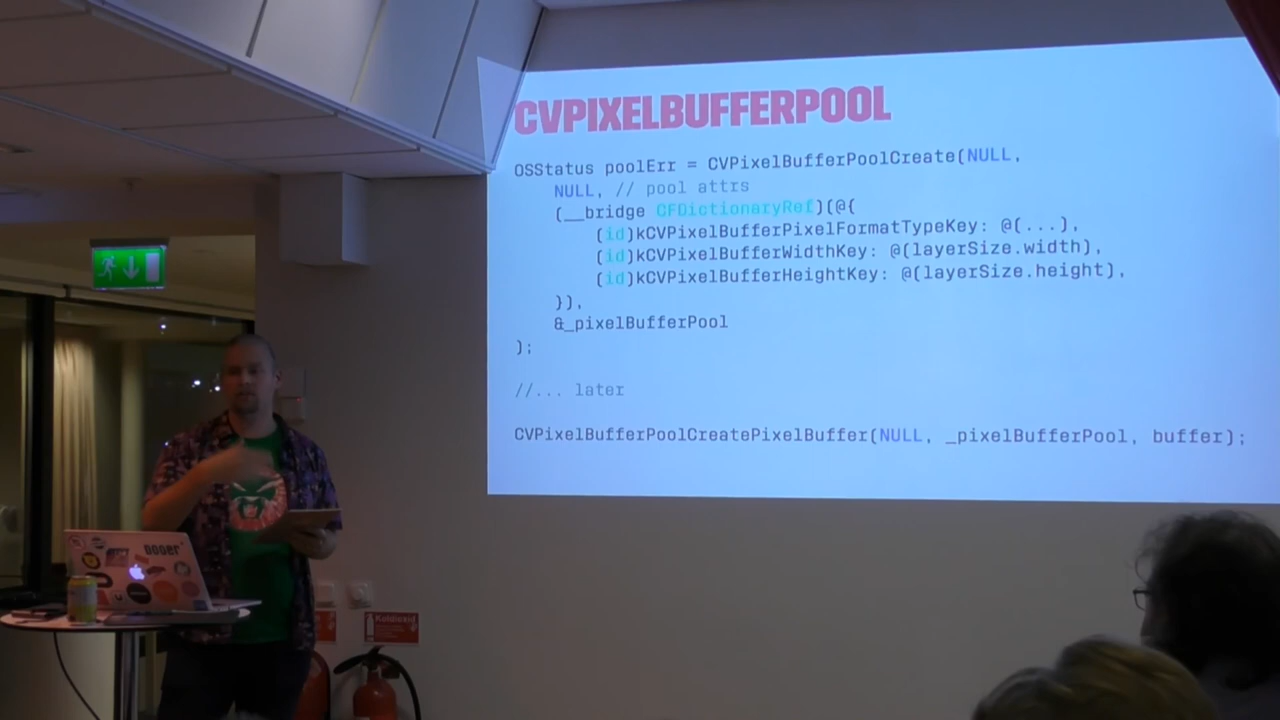 CVPIXELBUFFERPOOL
OSStatus poolErr = CVPixelBufferPoolCreate(NULL,
NULL, // pool attrs
(__bridge CFDictionaryRef)(@{
(id)kCVPixelBufferPixelFormatTypeKey: @(...),
(id)kCVPixelBufferWidthKey: @(layerSize.width),
(id)kCVPixelBufferHeightKey: @(layerSize.height),
}),
&_pixelBufferPool
);
//... later
CVPixelBufferPoolCreatePixelBuffer(NULL, _pixelBufferPool, buffer);
Koldioxid